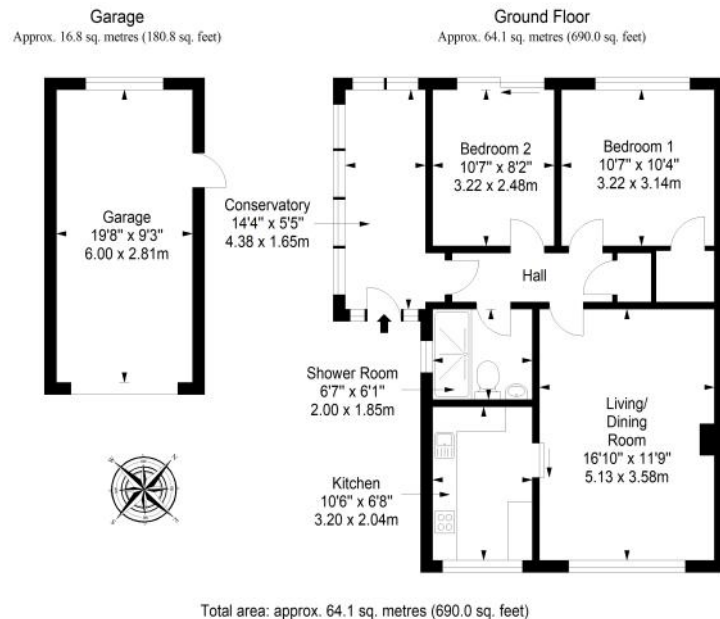 Garage
Approx. 16.8 sq. metres (180.8 sq. feet)
Ground Floor
Approx. 64.1 sq. metres (690.0 sq. feet)
Garage
19'8" x 9'3"
6.00 x 2.81m
Conservatory
14'4" x 5'5"
4.38 x 1.65m
Bedroom 2
10'7" x 8'2"
3.22 x 2.48m
Bedroom 1
10'7" x 10'4"
3.22 x 3.14m
Hall
Shower Room
6'7" x 6'1"
2.00 x 1.85m
Kitchen
10'6" x 6'8"
3.20 x 2.04m
Living/
Dining
Room
16'10" x 11'9"
5.13 x 3.58m
Total area: approx. 64.1 sq. metres (690.0 sq. feet)